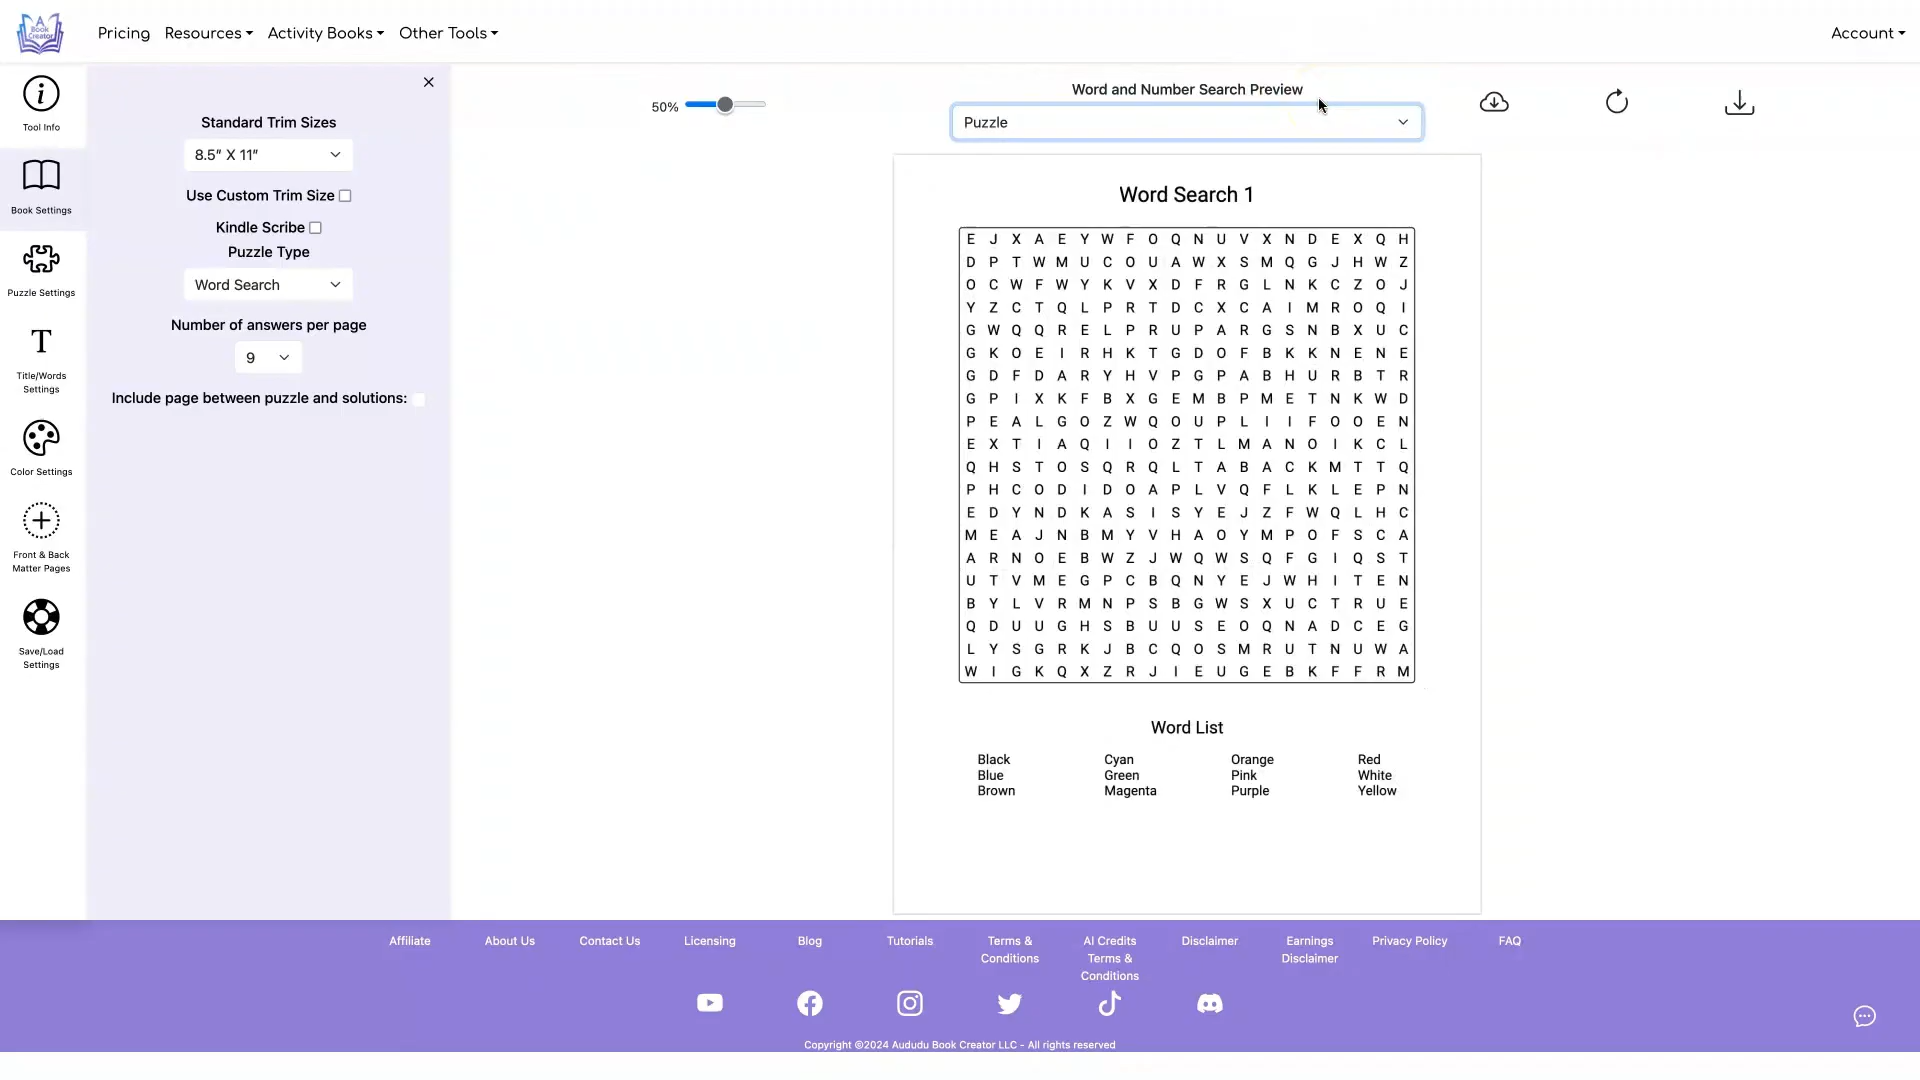 A
Book
Creator
Pricing
Resources
Activity Books
Other Tools
Account
Tool Info
Book Settings
Puzzle Settings
Title/Words
Settings
Color Settings
Front & Back
Matter Pages
Save/Load
Settings
Standard Trim Sizes
8.5" X 11"
Use Custom Trim Size
Kindle Scribe
Puzzle Type
Word Search
Number of answers per page
9
Include page between puzzle and solutions:
50%
Word and Number Search Preview
Puzzle
Word Search 1
E J X A E Y W F O Q N U V X N D E X Q H
D P T W M U C O U A W X S M Q G J H W Z
O C W F W Y K V X D F R G L N K C Z O J
Y Z C T Q L P R T D C X C A I M R O Q I
G W Q Q R E L P R U P A R G S N B X U C
G K O E I R H K T G D O F B K K N E N E
G D F D A R Y H V P G P A B H U R B T R
G P I X K F B X G E M B P M E T N K W D
P E A L G O Z W Q O U P L I I F O O E N
E X T I A Q I I O Z T L M A N O I K C L
Q H S T O S Q R Q L T A B A C K M T T Q
P H C O D I D O A P L V Q F L K L E P N
E D Y N D K A S I S Y E J Z F W Q L H C
M E A J N B M Y V H A O Y M P O F S C A
A R N O E B W Z J W Q W S Q F G I Q S T
U T V M E G P C B Q N Y E J W H I T E N
B Y L V R M N P S B G W S X U C T R U E
Q D U U G H S B U U S E O Q N A D C E G
L Y S G R K J B C Q O S M R U T N U W A
W I G K Q X Z R J I E U G E B K F F R M
Word List
Black Cyan Orange Red
Blue Green Pink White
Brown Magenta Purple Yellow
Affiliate
About Us
Contact Us
Licensing
Blog
Tutorials
Terms &
Conditions
AI Credits
Terms &
Conditions
Disclaimer
Earnings
Disclaimer
Privacy Policy
FAQ
Copyright ©2024 Aududu Book Creator LLC - All rights reserved